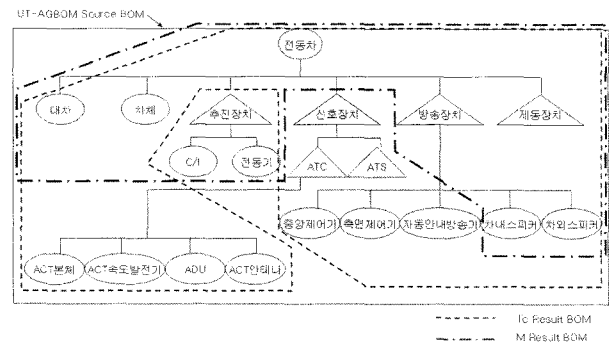 UT-AGBOM Source BOM
전동차
대차 차체 추진장치 신호장치 방송장치 제동장치
C/I 전동기 ATC ATS
중앙제어기 측면제어기 자동안내방송기 차내스피커 차외스피커
ACT본체 ACT속도발전기 ADU ACT안테나
Tc Result BOM
M Result BOM